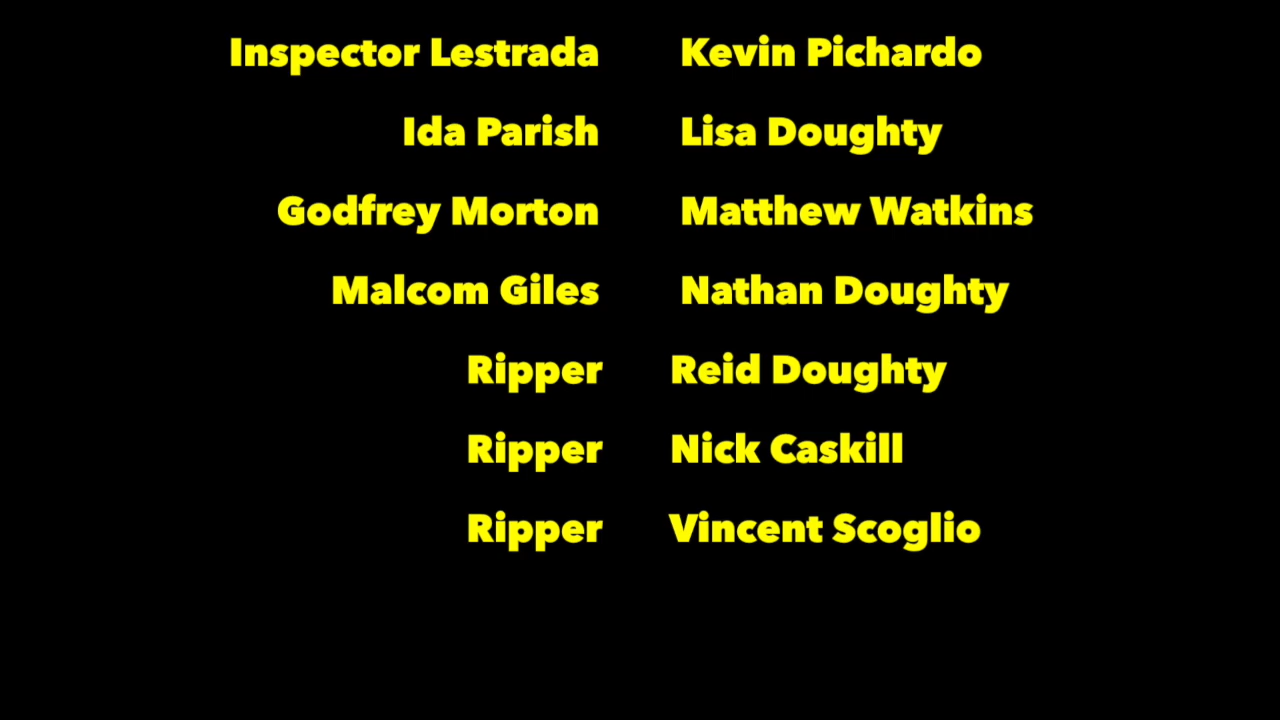 Inspector Lestrada Kevin Pichardo
Ida Parish Lisa Doughty
Godfrey Morton Matthew Watkins
Malcom Giles Nathan Doughty
Ripper Reid Doughty
Ripper Nick Caskill
Ripper Vincent Scoglio